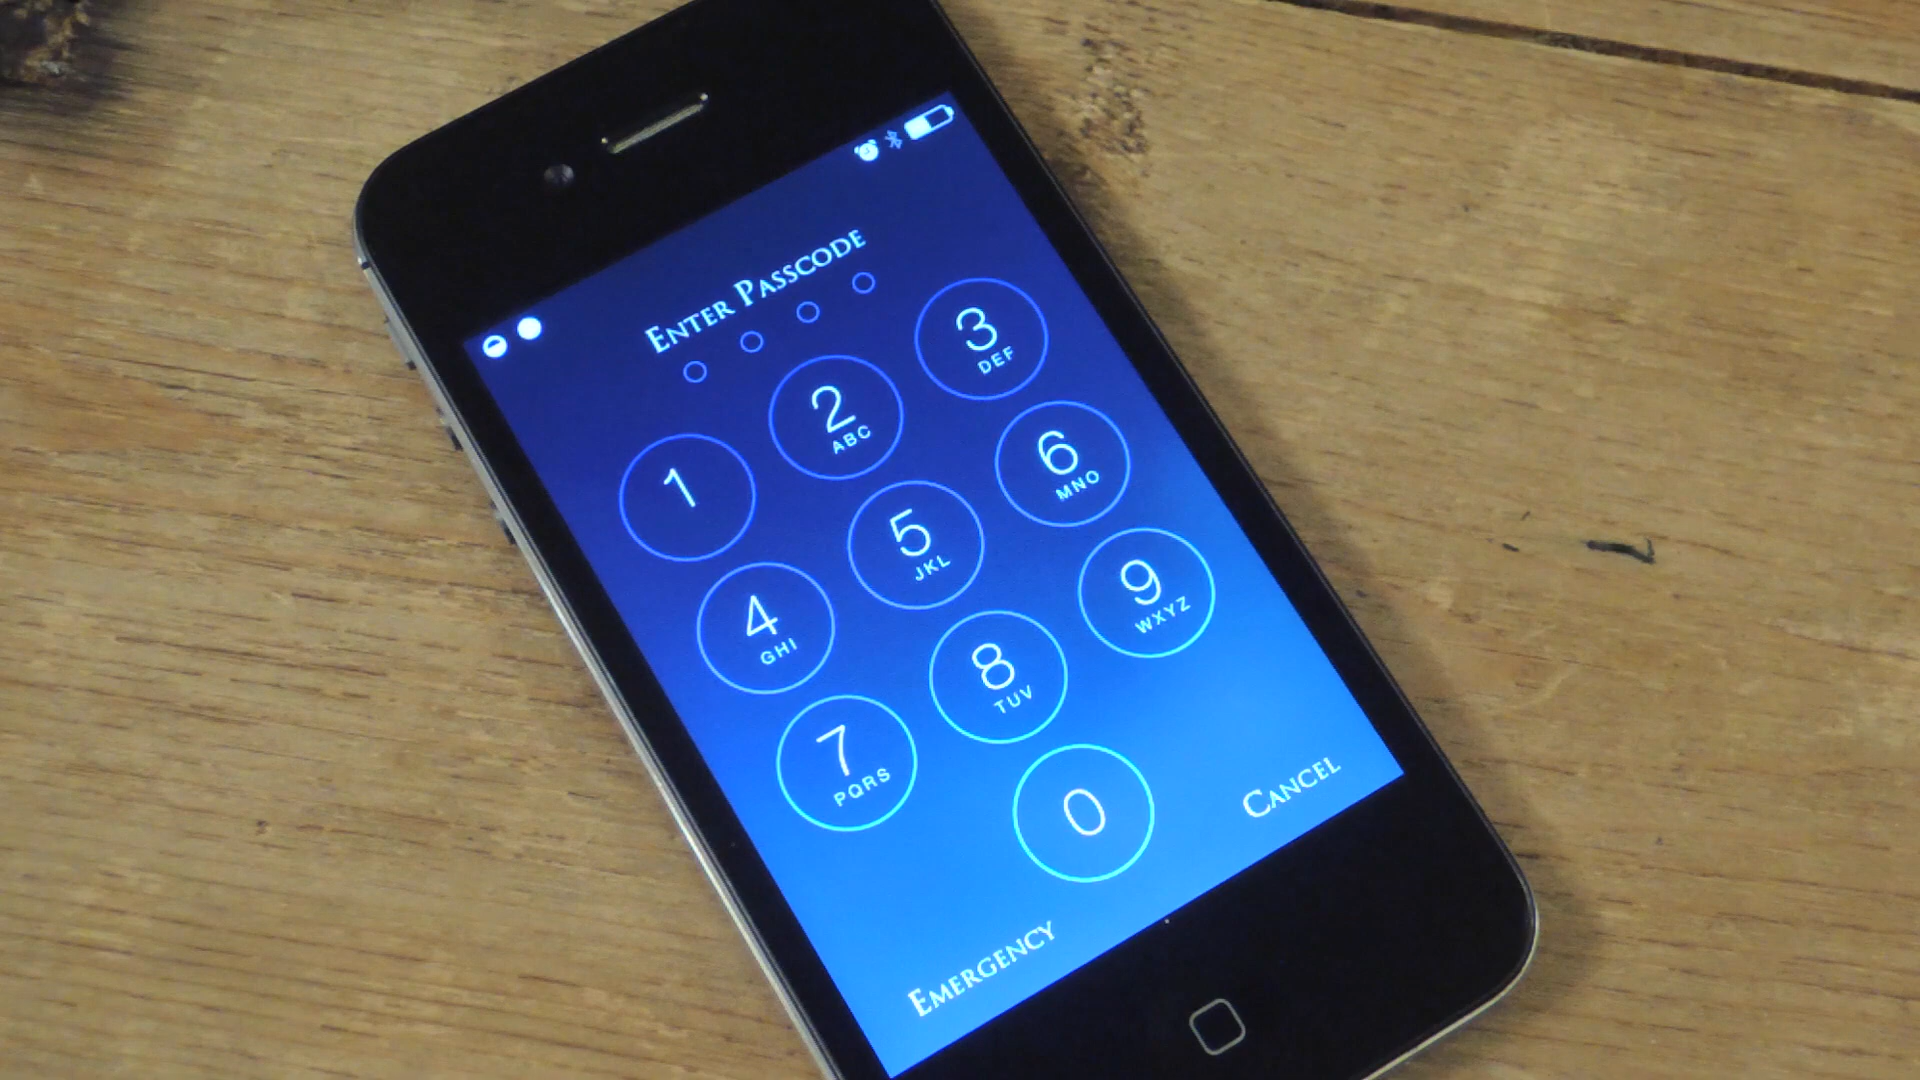 Enter Passcode
1
2
ABC
3
DEF
4
GHI
5
JKL
6
MNO
7
PQRS
8
TUV
9
WXYZ
0
Emergency
Cancel